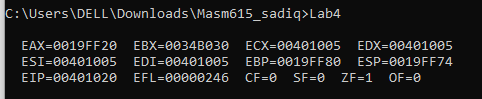 C:\Users\DELL\Downloads\Masm615_sadiq>Lab4
EAX=0019FF20 EBX=0034B030 ECX=00401005 EDX=00401005
ESI=00401005 EDI=00401005 EBP=0019FF80 ESP=0019FF74
EIP=00401020 EFL=00000246 CF=0 SF=0 ZF=1 OF=0